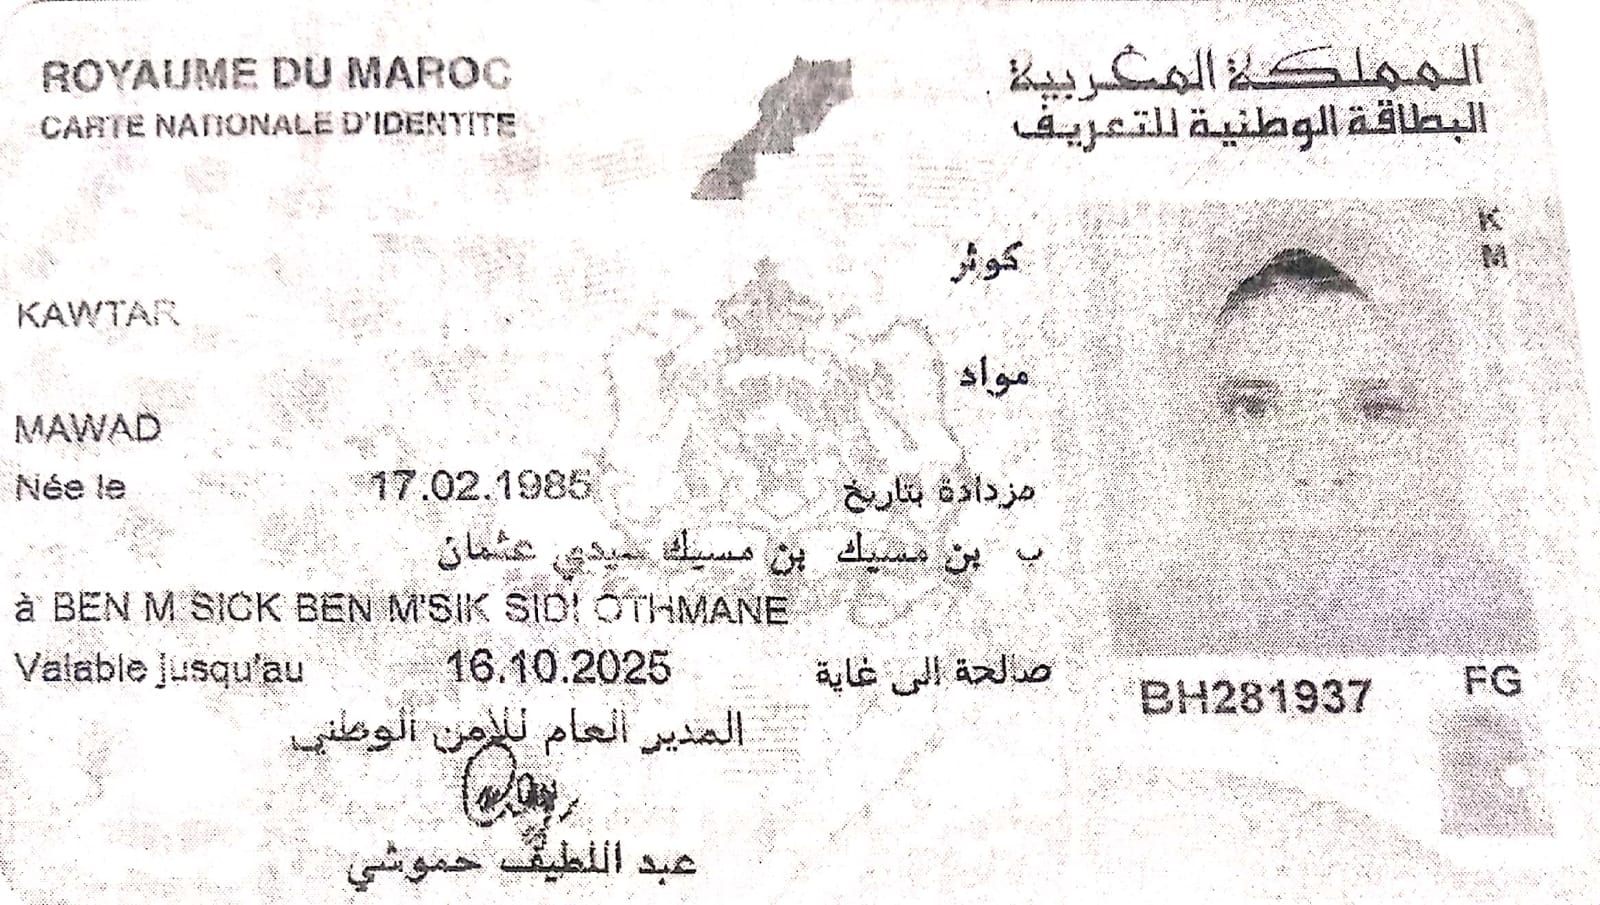 ROYAUME DU MAROC
المملكة المغربية
CARTE NATIONALE D'IDENTITE
البطاقة الوطنية للتعريف
K
M
كوثر
KAWTAR
مواد
MAWAD
Née le 17.02.1985 مزدادة بتاريخ
ب بن مسيك بن مسيك سيدي عثمان
à BEN M SICK BEN M'SIK SIDI OTHMANE
Valable jusqu'au 16.10.2025 صالحة الى غاية
BH281937
FG
المدير العام للأمن الوطني
عبد اللطيف حموشي